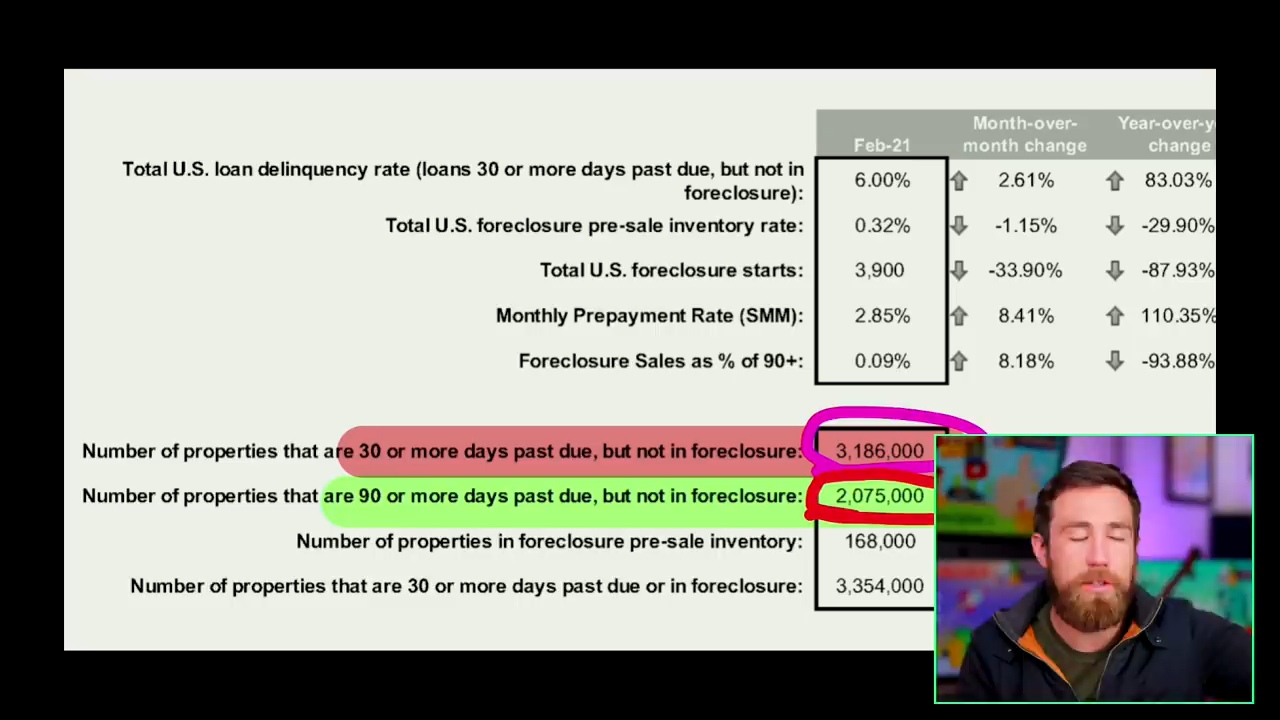 Month-over- Year-over-y
Feb-21 month change change
Total U.S. loan delinquency rate (loans 30 or more days past due, but not in
foreclosure): 6.00% 2.61% 83.03%
Total U.S. foreclosure pre-sale inventory rate: 0.32% -1.15% -29.90%
Total U.S. foreclosure starts: 3,900 -33.90% -87.93%
Monthly Prepayment Rate (SMM): 2.85% 8.41% 110.35%
Foreclosure Sales as % of 90+: 0.09% 8.18% -93.88%
Number of properties that are 30 or more days past due, but not in foreclosure: 3,186,000
Number of properties that are 90 or more days past due, but not in foreclosure: 2,075,000
Number of properties in foreclosure pre-sale inventory: 168,000
Number of properties that are 30 or more days past due or in foreclosure: 3,354,000